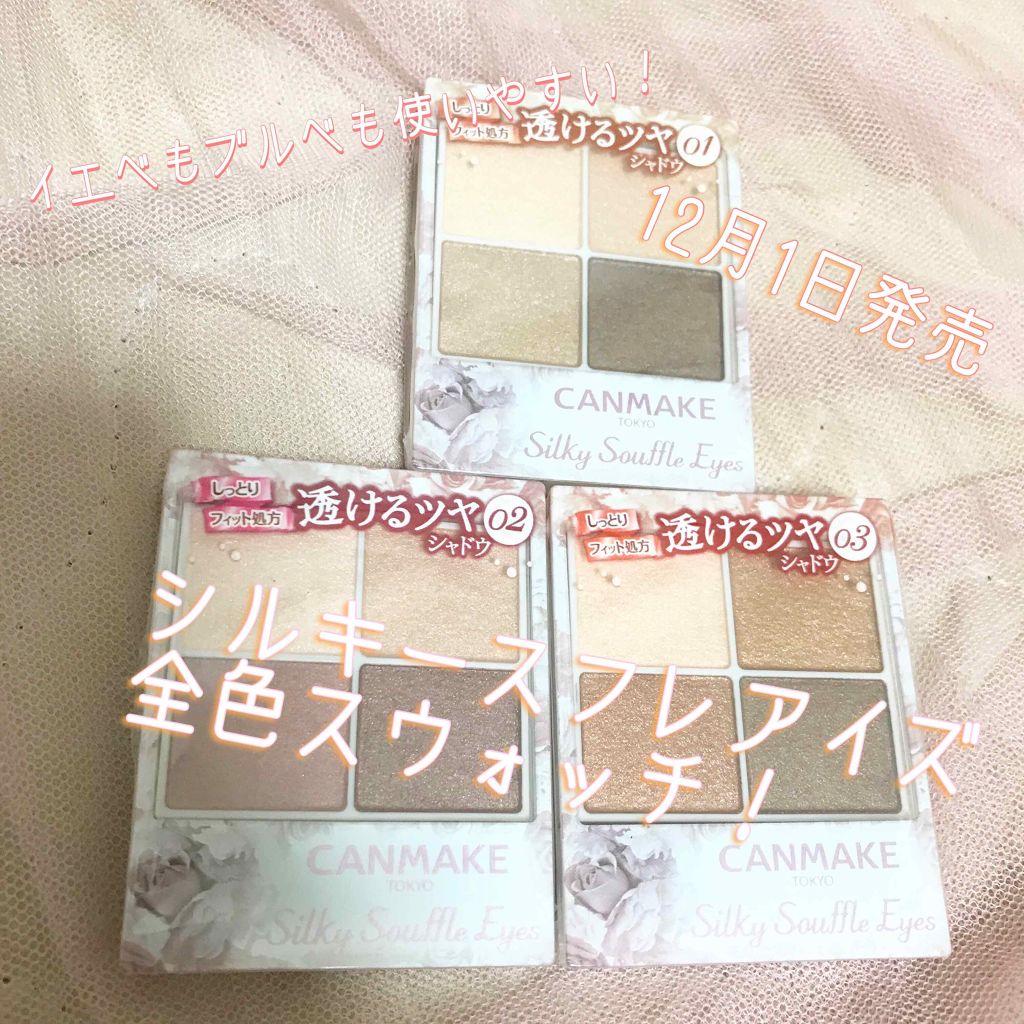 イエベもブルベも使いやすい!
しっとり
フィット処方
透けるツヤ
シャドウ
01
12月1日発売
CANMAKE
TOKYO
Silky Souffle Eyes
しっとり
フィット処方
透けるツヤ
シャドウ
02
しっとり
フィット処方
透けるツヤ
シャドウ
03
シルキースフレアイズ
全色スウォッチ!
CANMAKE
TOKYO
Silky Souffle Eyes
CANMAKE
TOKYO
Silky Souffle Eyes